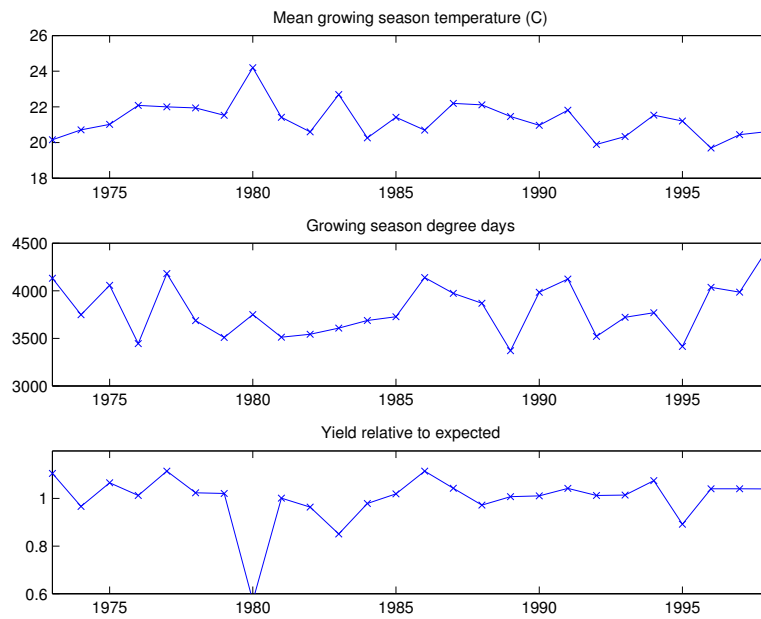 Mean growing season temperature (C)
26
24
22
20
18
1975 1980 1985 1990 1995
Growing season degree days
4500
4000
3500
3000
1975 1980 1985 1990 1995
Yield relative to expected
1
0.8
0.6
1975 1980 1985 1990 1995